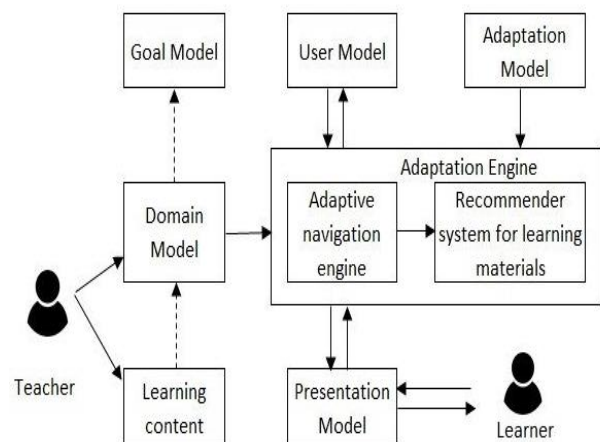 Goal Model
User Model
Adaptation
Model
Adaptation Engine
Domain
Model
Adaptive
navigation
engine
Recommender
system for learning
materials
Teacher
Learning
content
Presentation
Model
Learner